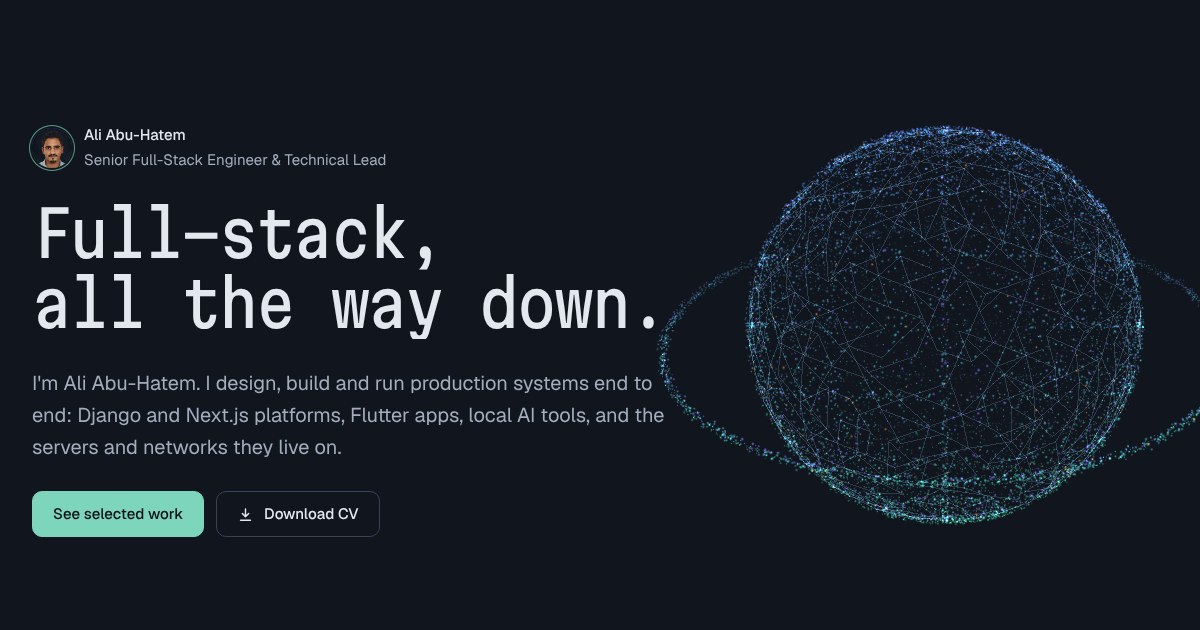 Ali Abu-Hatem
Senior Full-Stack Engineer & Technical Lead
Full-stack,
all the way down.
I'm Ali Abu-Hatem. I design, build and run production systems end to
end: Django and Next.js platforms, Flutter apps, local AI tools, and the
servers and networks they live on.
See selected work
Download CV